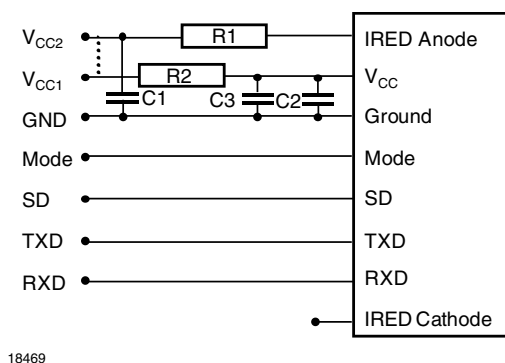 VCC2 R1 IRED Anode
VCC1 R2 VCC
C1 C3 C2
GND Ground
Mode Mode
SD SD
TXD TXD
RXD RXD
IRED Cathode
18469